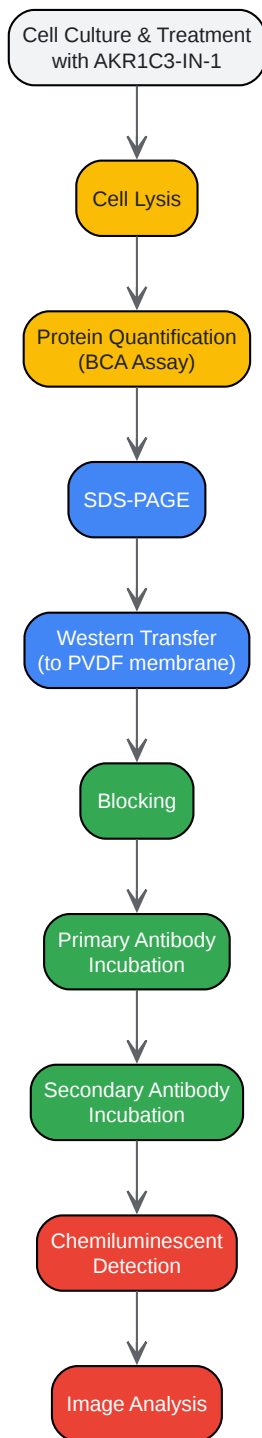 Cell Culture & Treatment
with AKR1C3-IN-1
Cell Lysis
Protein Quantification
(BCA Assay)
SDS-PAGE
Western Transfer
(to PVDF membrane)
Blocking
Primary Antibody
Incubation
Secondary Antibody
Incubation
Chemiluminescent
Detection
Image Analysis